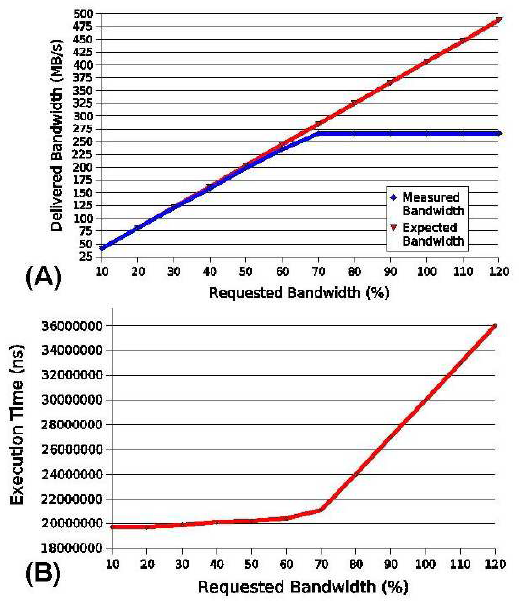 Delivered Bandwidth (MB/s)
500
475
450
425
400
375
350
325
300
275
250
225
200
175
150
125
100
75
50
25
Measured
Bandwidth
Expected
Bandwidth
10 20 30 40 50 60 70 80 90 100 110 120
(A)
Requested Bandwidth (%)
Execution Time (ns)
36000000
34000000
32000000
30000000
28000000
26000000
24000000
22000000
20000000
18000000
10 20 30 40 50 60 70 80 90 100 110 120
(B)
Requested Bandwidth (%)